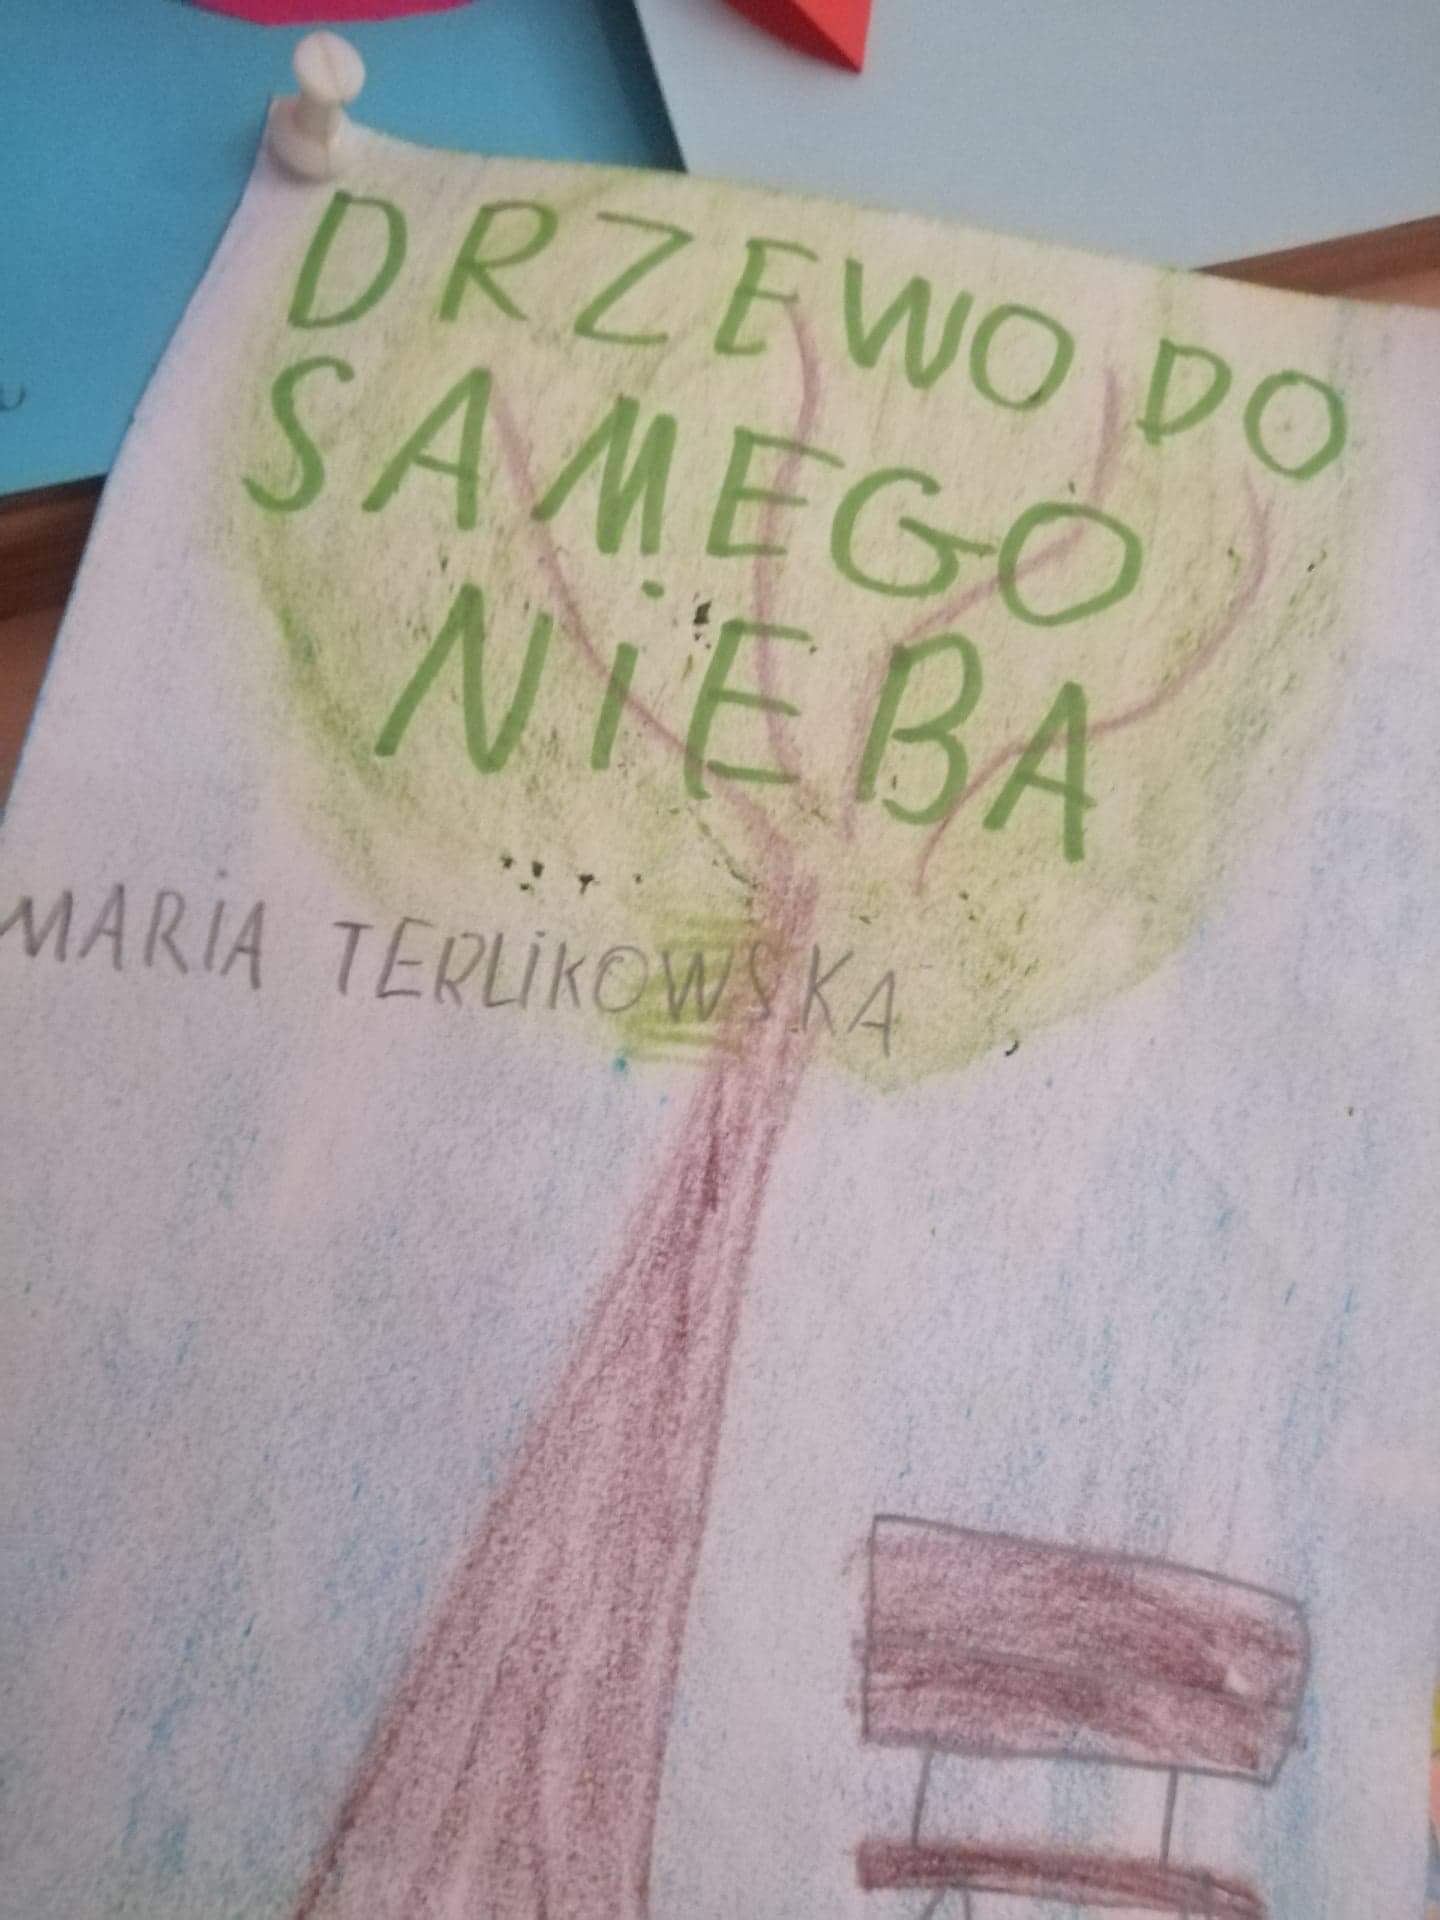 DRZEWO DO
SAMEGO
NiEBA
MARiA TERLiKOWSKA